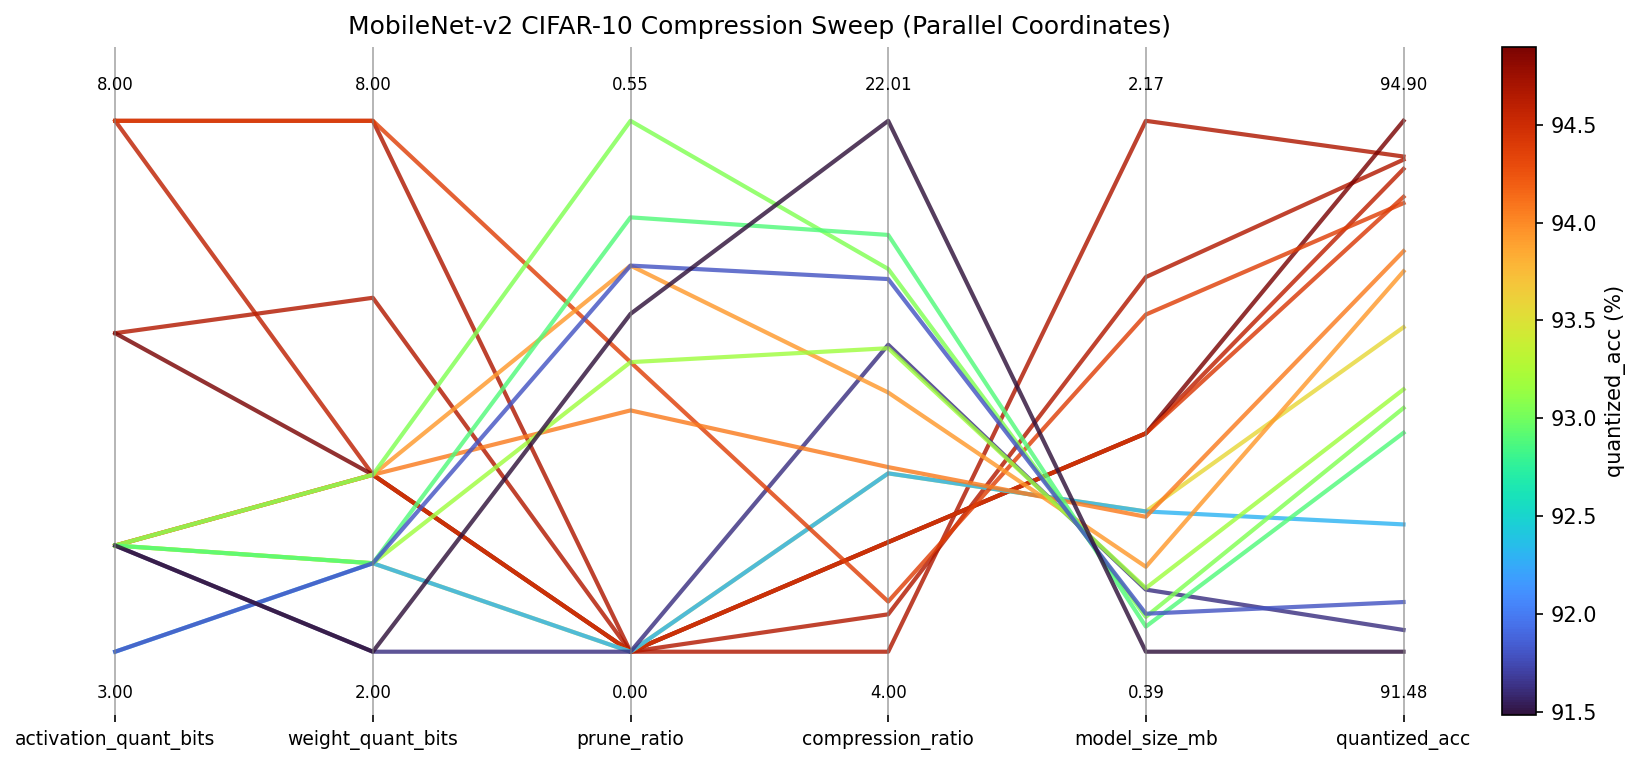 MobileNet-v2 CIFAR-10 Compression Sweep (Parallel Coordinates)
8.00 8.00 0.55 22.01 2.17 94.90
3.00 2.00 0.00 4.00 0.39 91.48
activation_quant_bits weight_quant_bits prune_ratio compression_ratio model_size_mb quantized_acc
94.5
94.0
93.5
93.0
92.5
92.0
91.5
quantized_acc (%)